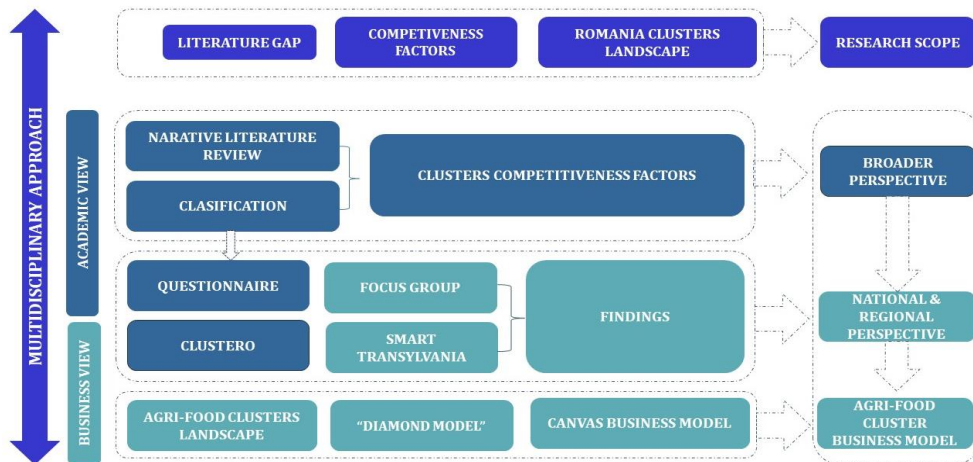 MULTIDISCPLINARY APPROACH
LITERATURE GAP
COMPETIVENESS
FACTORS
ROMANIA CLUSTERS
LANDSCAPE
RESEARCH SCOPE
ACADEMIC VIEW
NARATIVE LITERATURE
REVIEW
CLASIFICATION
CLUSTERS COMPETITIVENESS FACTORS
BROADER
PERSPECTIVE
QUESTIONNAIRE
CLUSTERO
FOCUS GROUP
SMART
TRANSYLVANIA
FINDINGS
NATIONAL &
REGIONAL
PERSPECTIVE
BUSINESS VIEW
AGRI-FOOD CLUSTERS
LANDSCAPE
“DIAMOND MODEL”
CANVAS BUSINESS MODEL
AGRI-FOOD
CLUSTER
BUSINESS MODEL